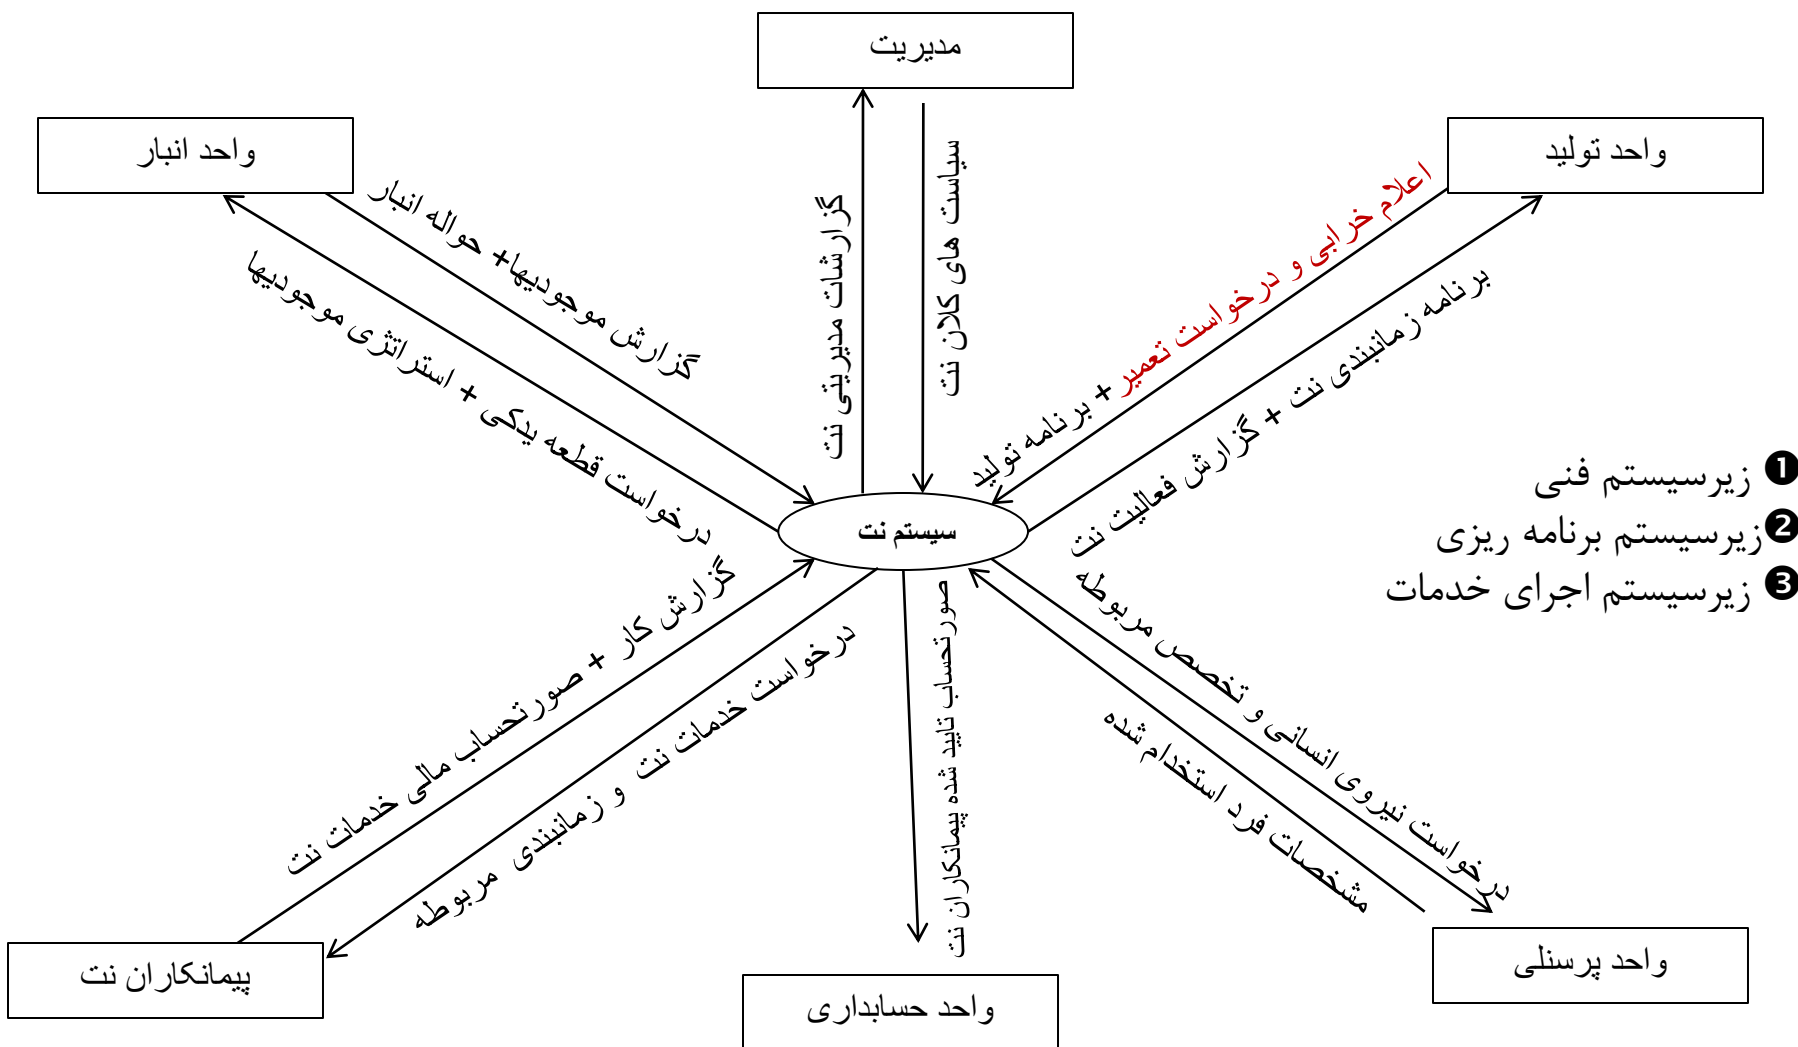 مدیریت
واحد انبار
واحد تولید
گزارش موجودیها+ حواله انبار
درخواست قطعه یدکی + استراتژی موجودیها
گزارشات مدیریتی نت
سیاست های کلان نت
اعلام خرابی و درخواست تعمیر + برنامه تولید
برنامه زمانبندی نت + گزارش فعالیت نت
سیستم نت
❶ زیرسیستم فنی
❷زیرسیستم برنامه ریزی
❸ زیرسیستم اجرای خدمات
گزارش کار + صورتحساب مالی خدمات نت
درخواست خدمات نت و زمانبندی مربوطه
صورتحساب تایید شده پیمانکاران نت
درخواست نیروی انسانی و تخصص مربوطه
مشخصات فرد استخدام شده
پیمانکاران نت
واحد حسابداری
واحد پرسنلی